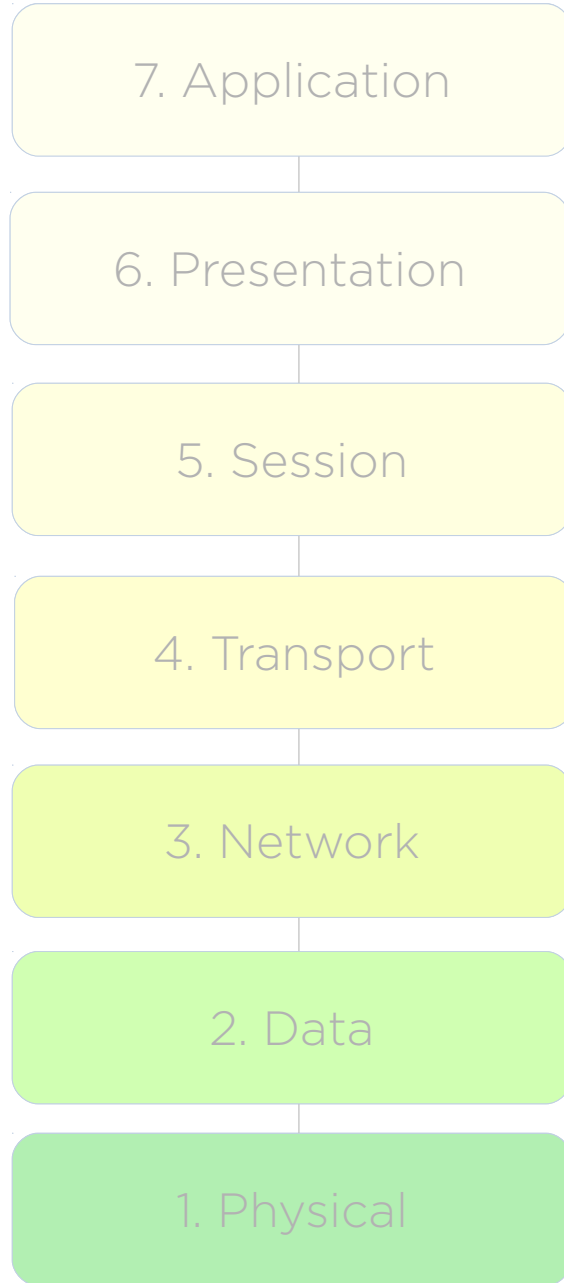 7. Application
6. Presentation
5. Session
4. Transport
3. Network
2. Data
1. Physical